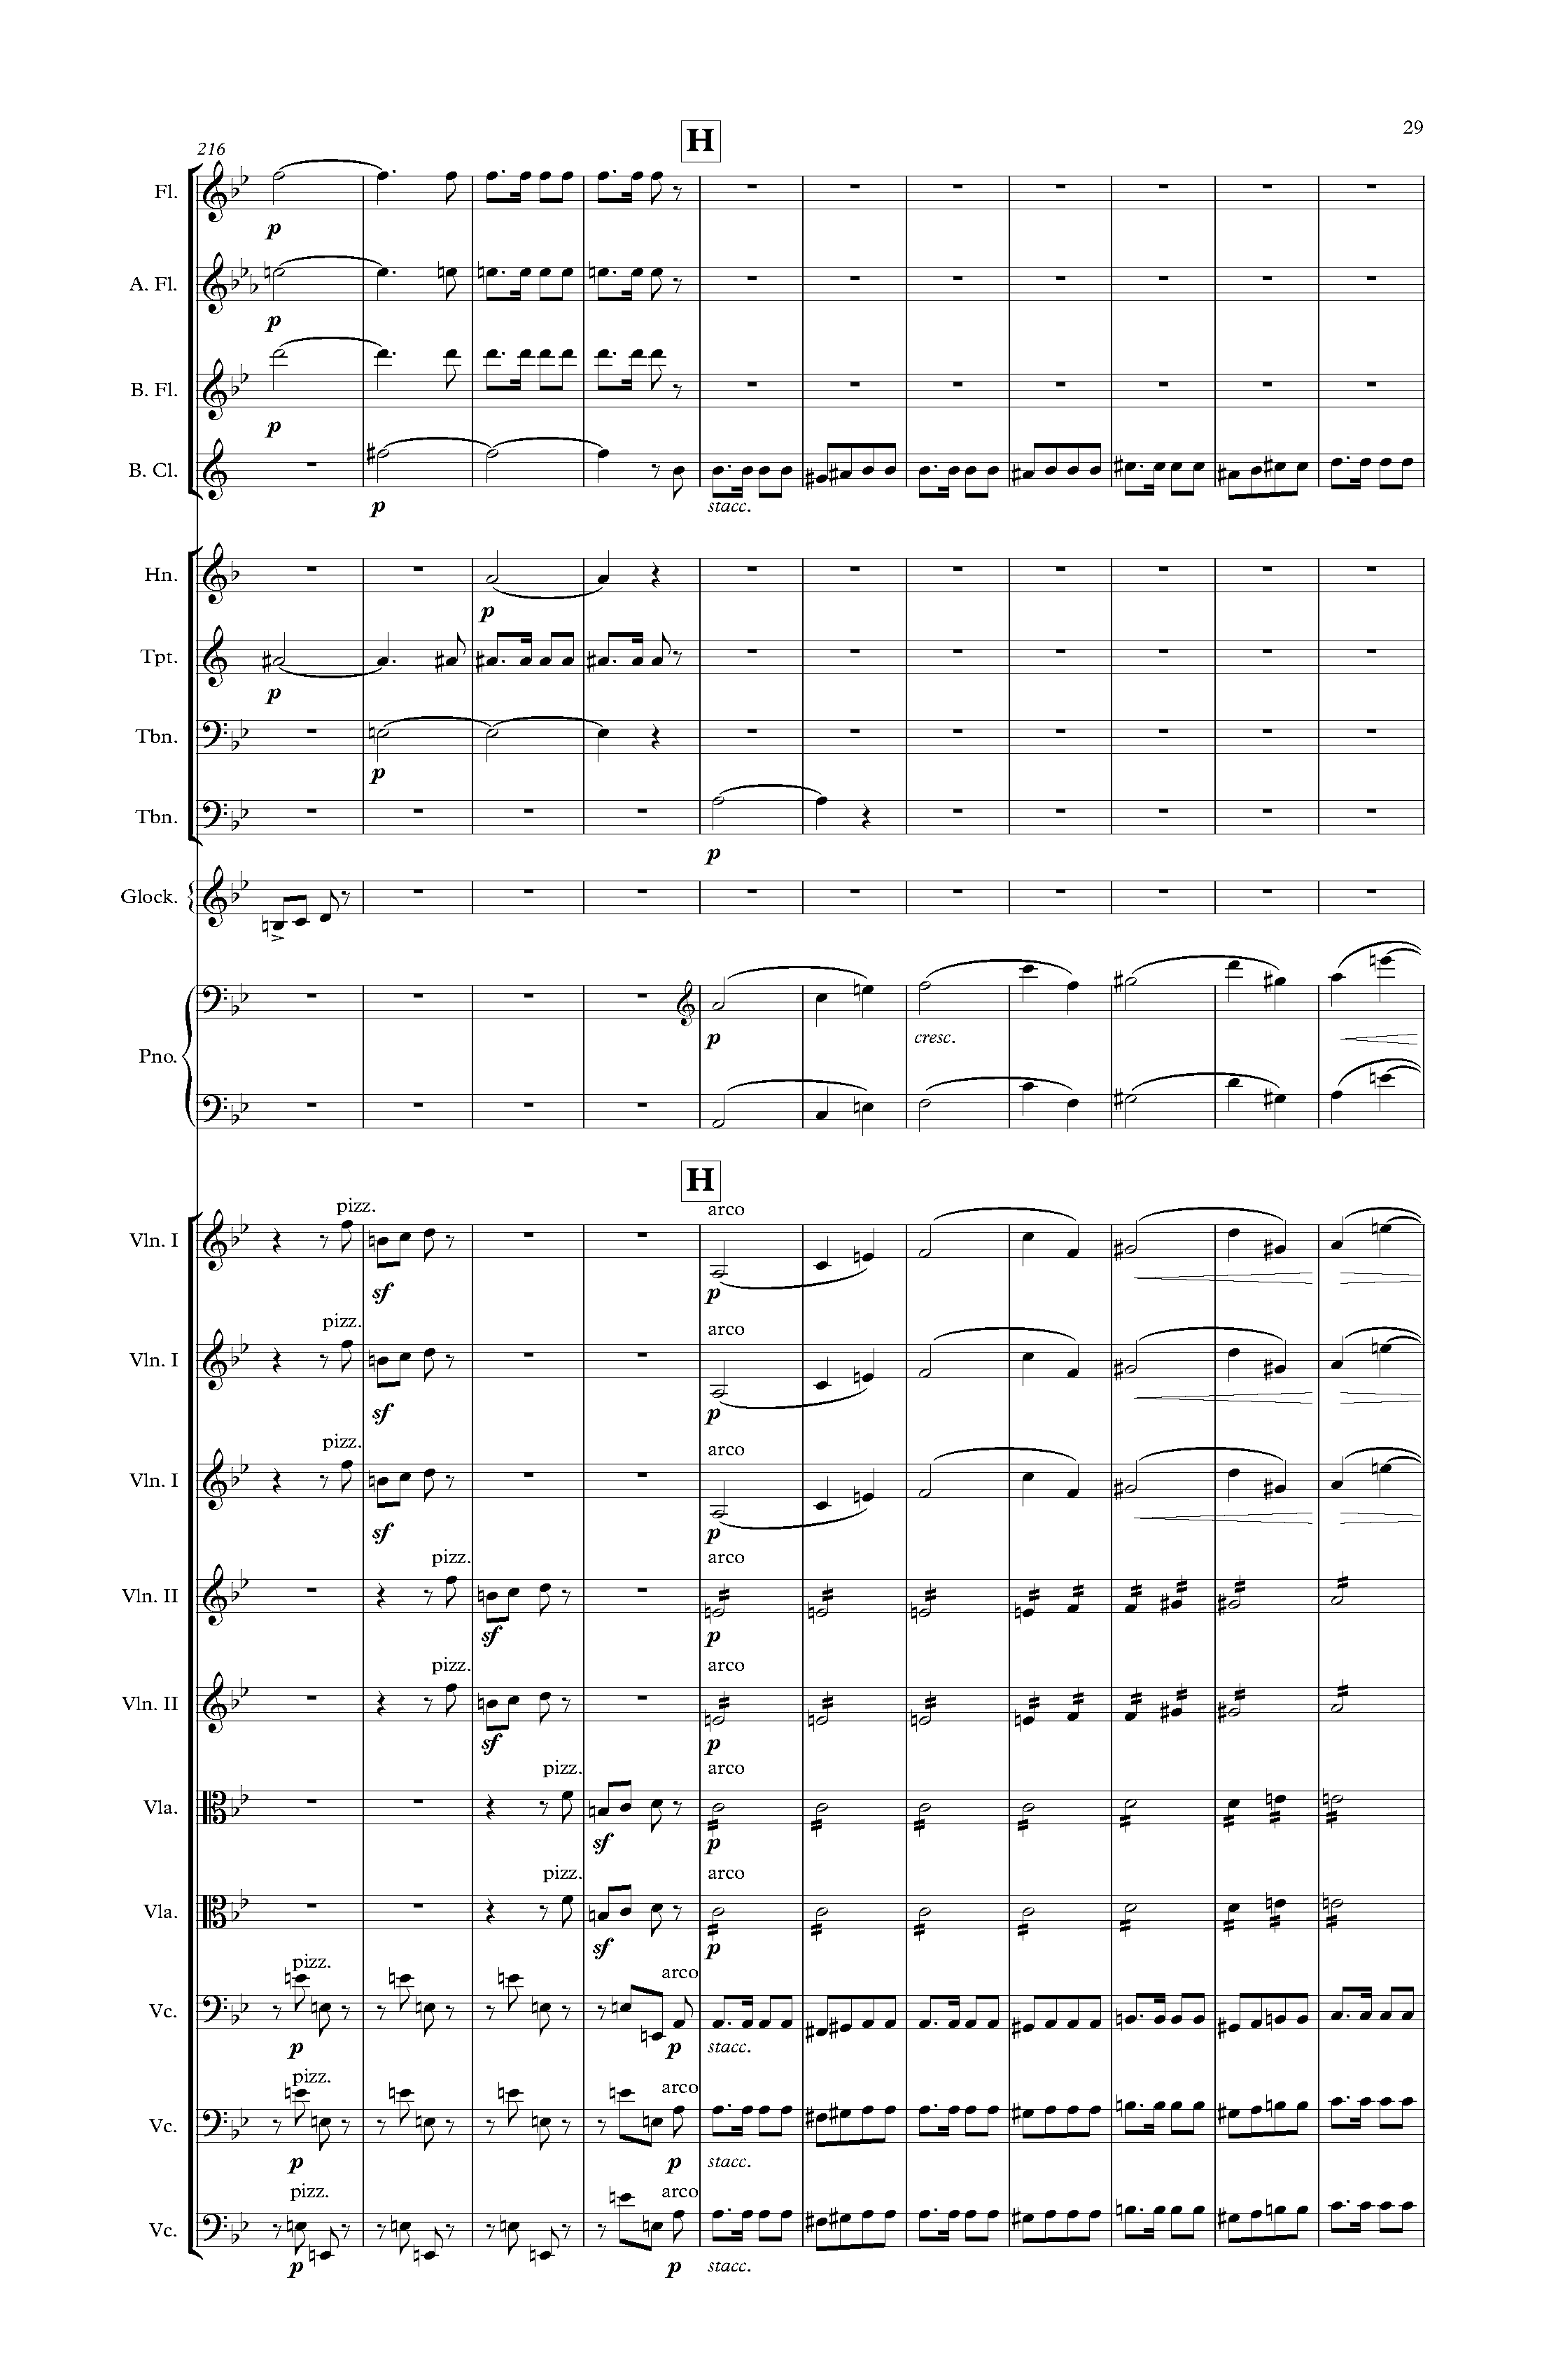 29
H
216
Fl.
p
A. Fl.
p
B. Fl.
p
B. Cl.
p
stacc.
Hn.
p
Tpt.
p
Tbn.
p
Tbn.
p
Glock.
Pno.
p
cresc.
H
pizz.
arco
Vln. I
sf
p
pizz.
arco
Vln. I
sf
p
pizz.
arco
Vln. I
sf
p
pizz.
arco
Vln. II
sf
p
pizz.
arco
Vln. II
sf
p
pizz.
arco
Vla.
sf
p
pizz.
arco
Vla.
sf
p
pizz.
arco
Vc.
p
p
stacc.
pizz.
arco
Vc.
p
p
stacc.
pizz.
arco
Vc.
p
p
stacc.